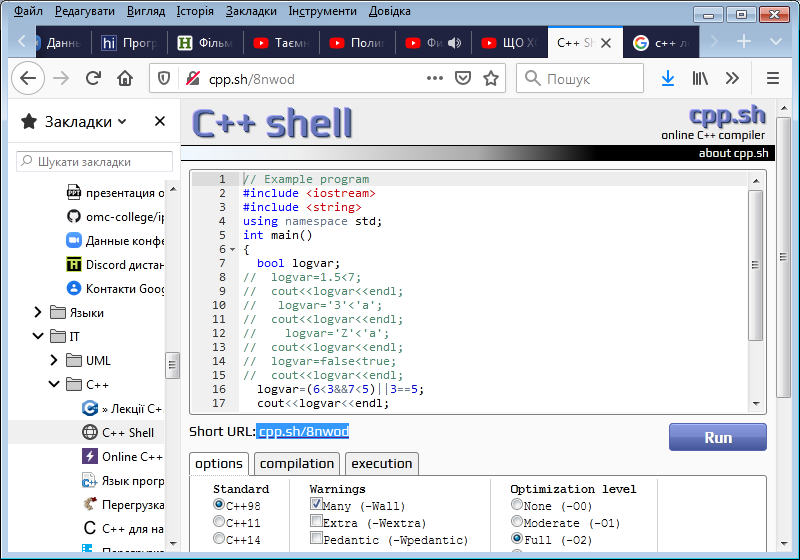 Файл Редагувати Вигляд Історія Закладки Інструменти Довідка
Данны Прогр Фільм Таємн Полиг Фи ЩО ХО C++ Sh c++ ло
cpp.sh/8nwod Пошук
Закладки
Шукати закладки
презентация о
omc-college/ip
Данные конфе
Discord дистан
Контакти Goog
Языки
IT
UML
C++
» Лекції C+
C++ Shell
Online C++
Язык прогр
Перегрузка
C++ для на
C++ shell
cpp.sh
online C++ compiler
about cpp.sh
1 // Example program
2 #include <iostream>
3 #include <string>
4 using namespace std;
5 int main()
6 {
7 bool logvar;
8 // logvar=1.5<7;
9 // cout<<logvar<<endl;
10 // logvar='3'<'a';
11 // cout<<logvar<<endl;
12 // logvar='Z'<'a';
13 // cout<<logvar<<endl;
14 // logvar=false<true;
15 // cout<<logvar<<endl;
16 logvar=(6<3&&7<5)||3==5;
17 cout<<logvar<<endl;
Short URL: cpp.sh/8nwod
Run
options compilation execution
Standard Warnings Optimization level
C++98 Many (-Wall) None (-O0)
C++11 Extra (-Wextra) Moderate (-O1)
C++14 Pedantic (-Wpedantic) Full (-O2)